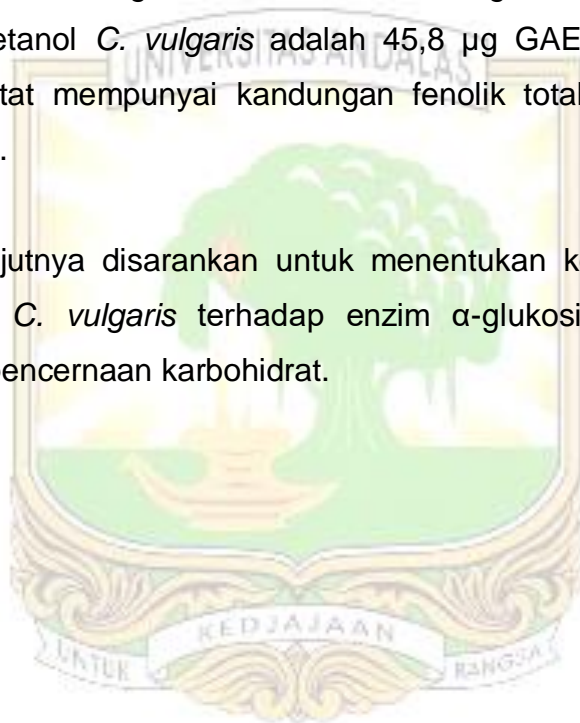 etanol C. vulgaris adalah 45,8 µg GAE
UNIVERSITAS ANDALAS
tat mempunyai kandungan fenolik total
.
jutnya disarankan untuk menentukan k
C. vulgaris terhadap enzim α-glukosi
pencernaan karbohidrat.
KEDJAJAAN
UNTUK BANGSA